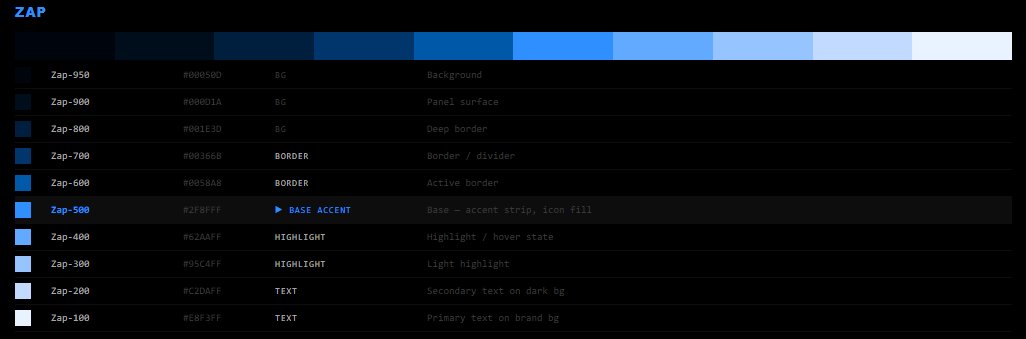 ZAP
Zap-950 #00050D BG Background
Zap-900 #000D1A BG Panel surface
Zap-800 #001E3D BG Deep border
Zap-700 #003668 BORDER Border / divider
Zap-600 #0058A8 BORDER Active border
Zap-500 #2F8FFF ▶ BASE ACCENT Base — accent strip, icon fill
Zap-400 #62AAFF HIGHLIGHT Highlight / hover state
Zap-300 #95C4FF HIGHLIGHT Light highlight
Zap-200 #C2DAFF TEXT Secondary text on dark bg
Zap-100 #E8F3FF TEXT Primary text on brand bg